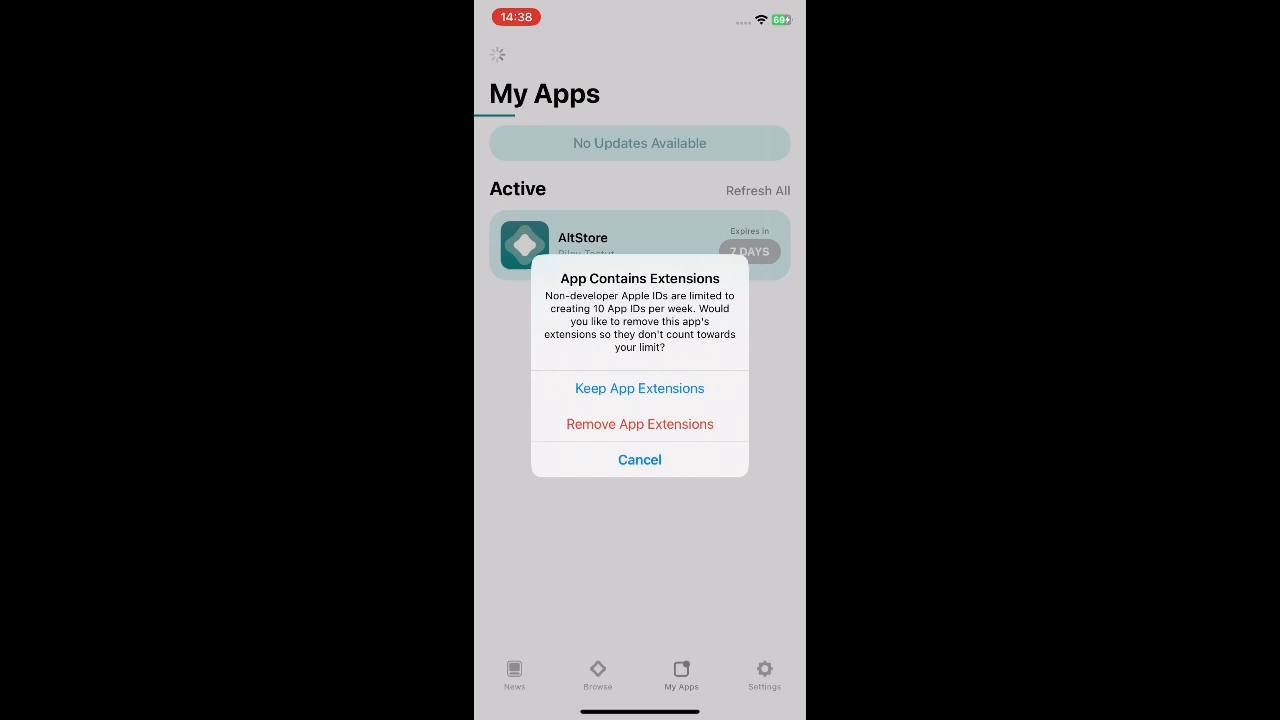 14:38
69
My Apps
No Updates Available
Active
Refresh All
AltStore
Expires in
Riley Testut
7 DAYS
App Contains Extensions
Non-developer Apple IDs are limited to
creating 10 App IDs per week. Would
you like to remove this app's
extensions so they don't count towards
your limit?
Keep App Extensions
Remove App Extensions
Cancel
News
Browse
My Apps
Settings